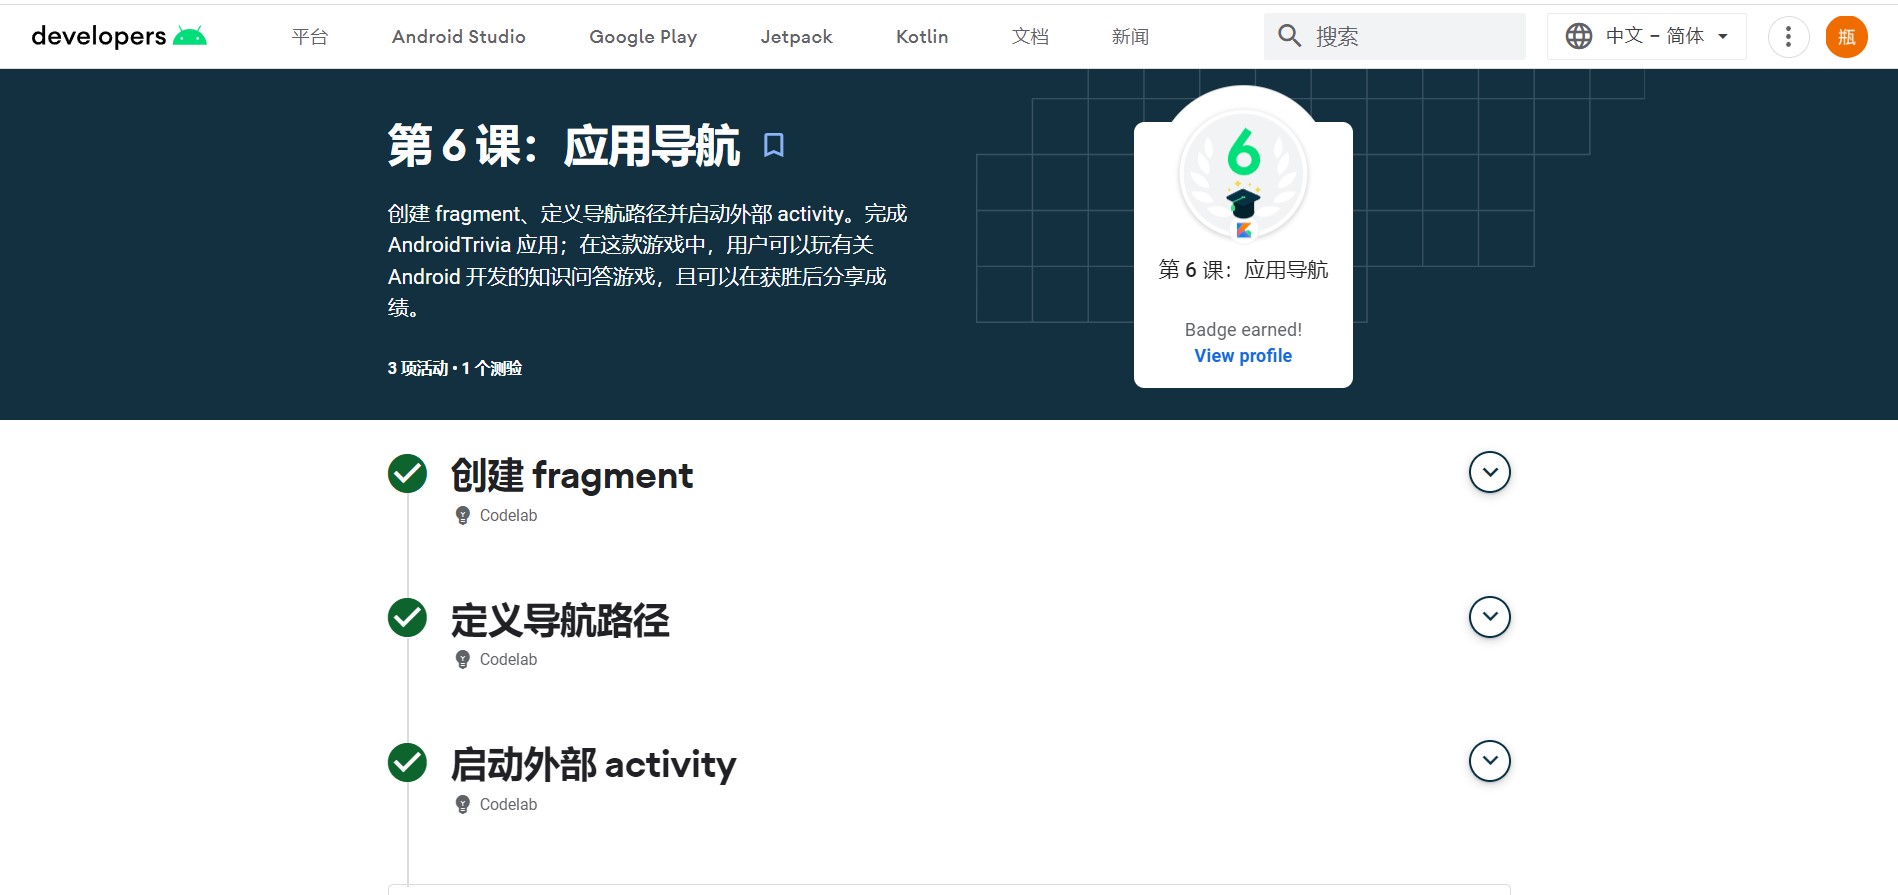 developers
平台
Android Studio
Google Play
Jetpack
Kotlin
文档
新闻
搜索
中文 – 简体
瓶
第 6 课：应用导航
创建 fragment、定义导航路径并启动外部 activity。完成
AndroidTrivia 应用；在这款游戏中，用户可以玩有关
Android 开发的知识问答游戏，且可以在获胜后分享成
绩。
3 项活动 • 1 个测验
6
第 6 课：应用导航
Badge earned!
View profile
创建 fragment
Codelab
定义导航路径
Codelab
启动外部 activity
Codelab